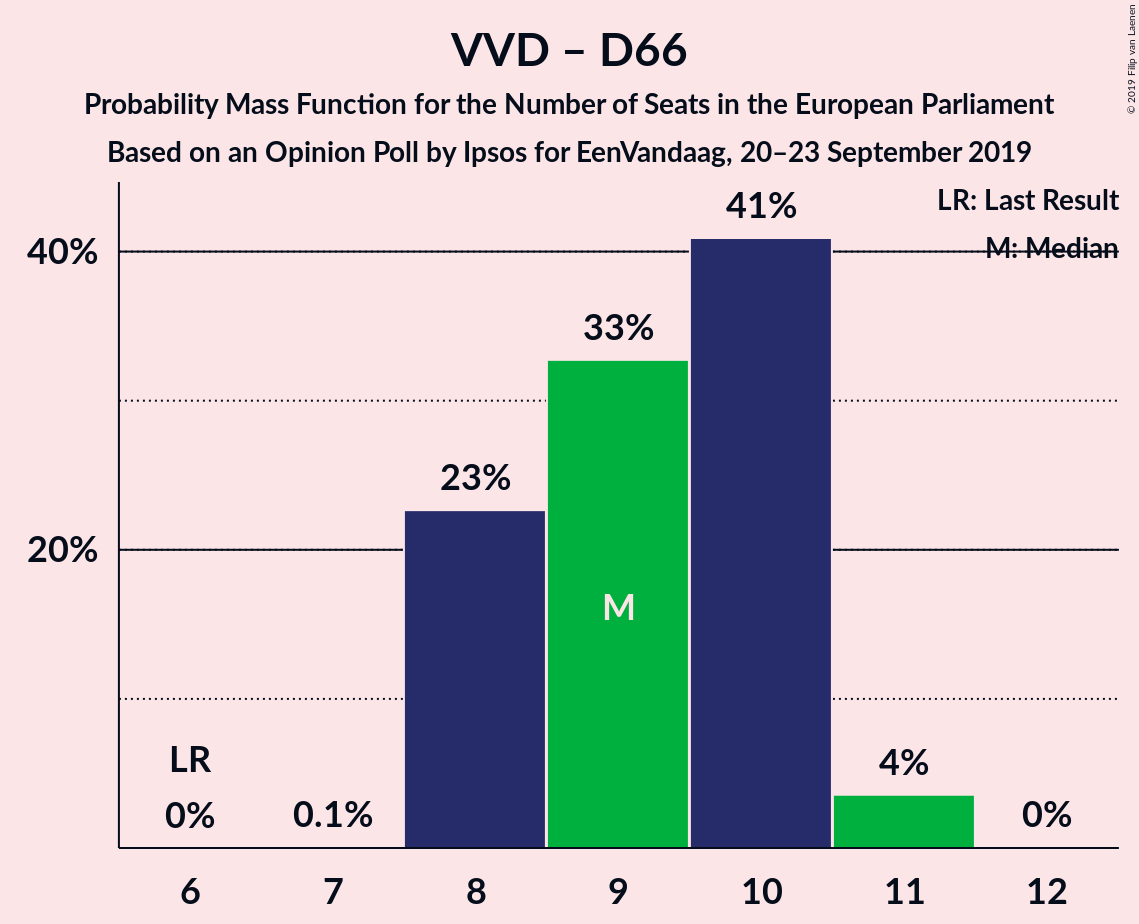 VVD – D66
Probability Mass Function for the Number of Seats in the European Parliament
Based on an Opinion Poll by Ipsos for EenVandaag, 20–23 September 2019
© 2019 Filip van Laenen
LR: Last Result
M: Median
40%
20%
41%
33%
23%
M
LR
0%
0.1%
4%
0%
6
7
8
9
10
11
12